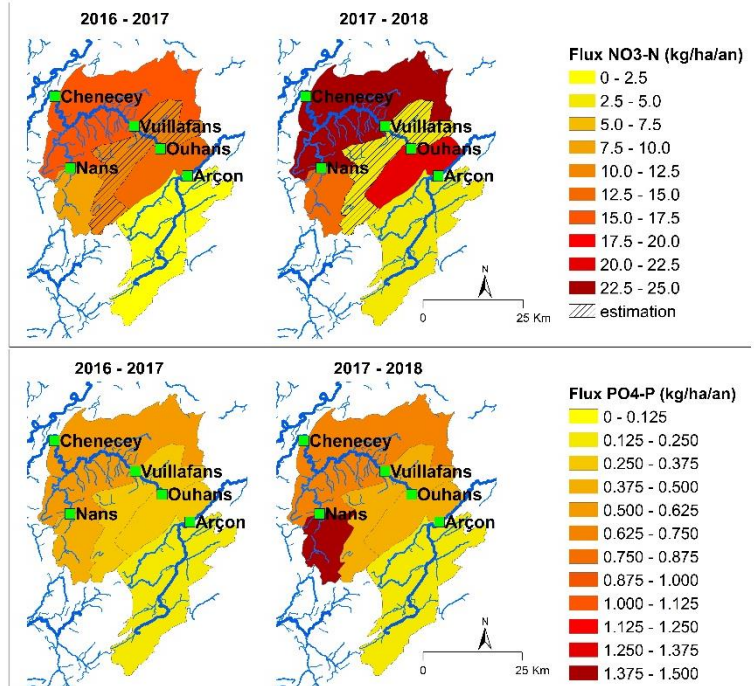 2016 - 2017
2017 - 2018
Chenecey
Vuillafans
Ouhans
Nans
Arçon
Chenecey
Vuillafans
Ouhans
Nans
Arçon
N
0 25 Km
Flux NO3-N (kg/ha/an)
0 - 2.5
2.5 - 5.0
5.0 - 7.5
7.5 - 10.0
10.0 - 12.5
12.5 - 15.0
15.0 - 17.5
17.5 - 20.0
20.0 - 22.5
22.5 - 25.0
estimation
2016 - 2017
2017 - 2018
Chenecey
Vuillafans
Ouhans
Nans
Arçon
Chenecey
Vuillafans
Ouhans
Nans
Arçon
N
0 25 Km
Flux PO4-P (kg/ha/an)
0 - 0.125
0.125 - 0.250
0.250 - 0.375
0.375 - 0.500
0.500 - 0.625
0.625 - 0.750
0.750 - 0.875
0.875 - 1.000
1.000 - 1.125
1.125 - 1.250
1.250 - 1.375
1.375 - 1.500